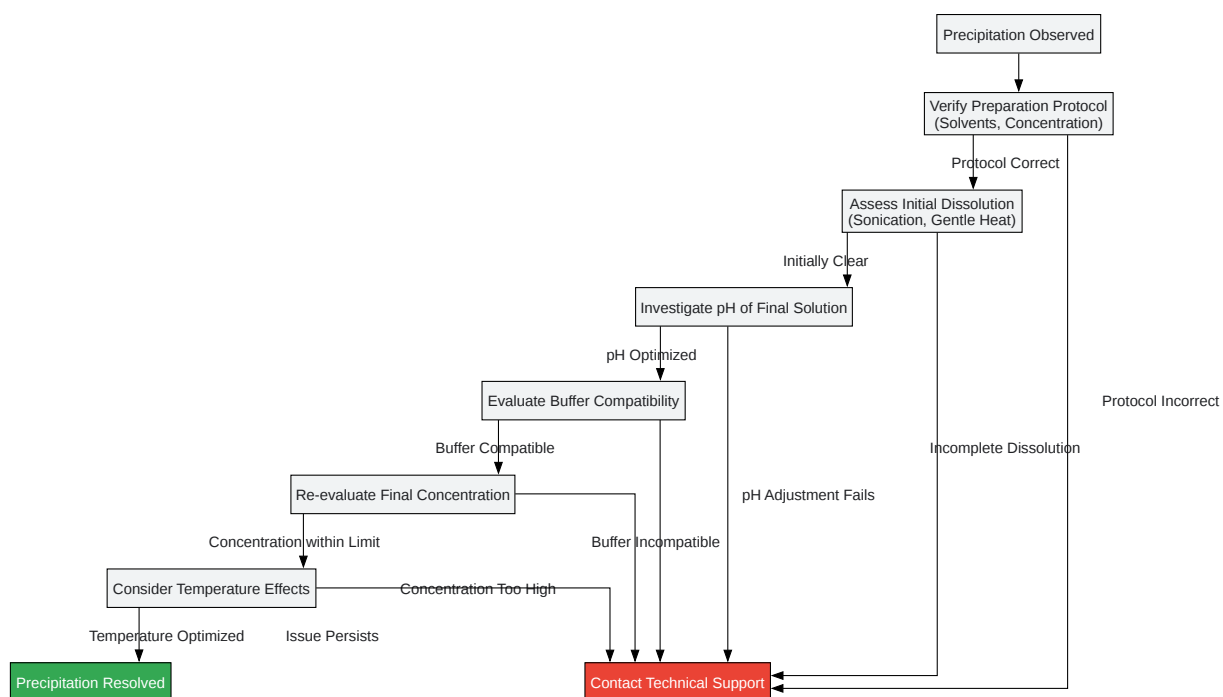 Precipitation Observed
Verify Preparation Protocol
(Solvents, Concentration)
Protocol Correct
Assess Initial Dissolution
(Sonication, Gentle Heat)
Initially Clear
Investigate pH of Final Solution
pH Optimized
Evaluate Buffer Compatibility
Protocol Incorrect
Buffer Compatible
Incomplete Dissolution
Re-evaluate Final Concentration
pH Adjustment Fails
Concentration within Limit
Buffer Incompatible
Consider Temperature Effects
Concentration Too High
Temperature Optimized
Issue Persists
Precipitation Resolved
Contact Technical Support